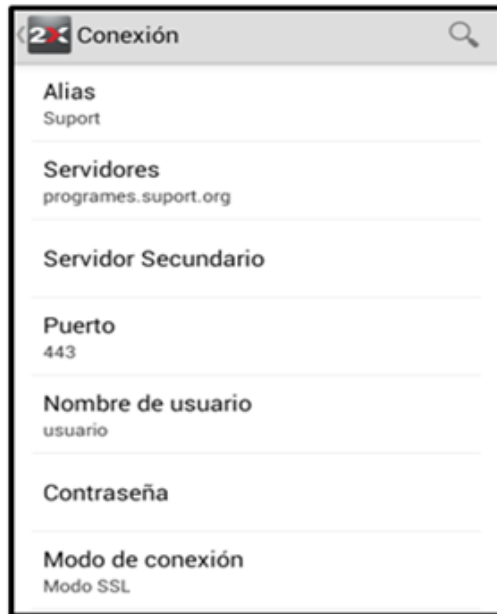 2X Conexión
Alias
Suport
Servidores
programes.suport.org
Servidor Secundario
Puerto
443
Nombre de usuario
usuario
Contraseña
Modo de conexión
Modo SSL